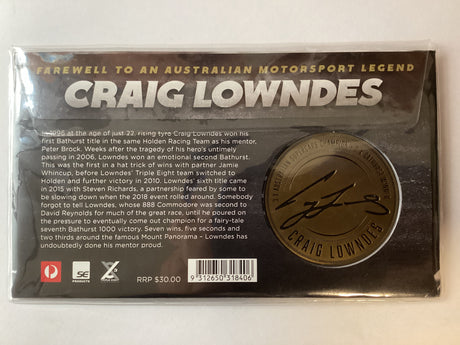 FAREWELL TO AN AUSTRALIAN MOTORSPORT LEGEND
CRAIG LOWNDES
In 1996 at the age of just 22, rising tyro Craig Lowndes won his
first Bathurst title in the same Holden Racing Team as his mentor,
Peter Brock. Weeks after the tragedy of his hero's untimely
passing in 2006, Lowndes won an emotional second Bathurst.
This was the first in a hat trick of wins with partner Jamie
Whincup, before Lowndes' Triple Eight team switched to
Holden and further victory in 2010. Lowndes' sixth title came
in 2015 with Steven Richards, a partnership feared by some to
be slowing down when the 2018 event rolled around. Somebody
forgot to tell Lowndes, whose 888 Commodore was second to
David Reynolds for much of the great race, until he poured on
the pressure to eventually come out champion for a fairy-tale
seventh Bathurst 1000 victory. Seven wins, five seconds and
two thirds around the famous Mount Panorama – Lowndes has
undoubtedly done his mentor proud.
CRAIG LOWNDES
SE
PRODUCTS
RRP $30.00
9 312650 318406